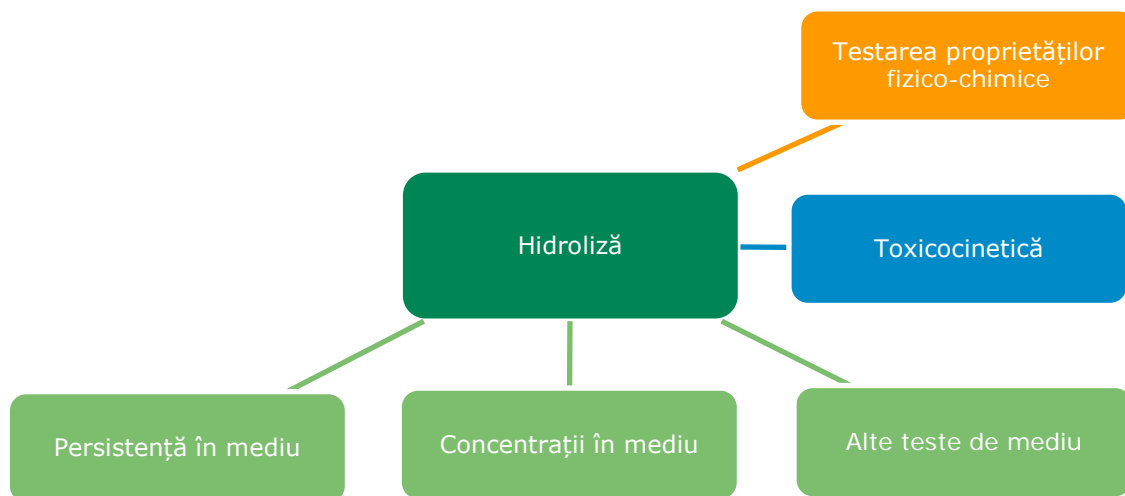 Testarea proprietăților
fizico-chimice
Hidroliză
Toxicocinetică
Persistență în mediu
Concentrații în mediu
Alte teste de mediu